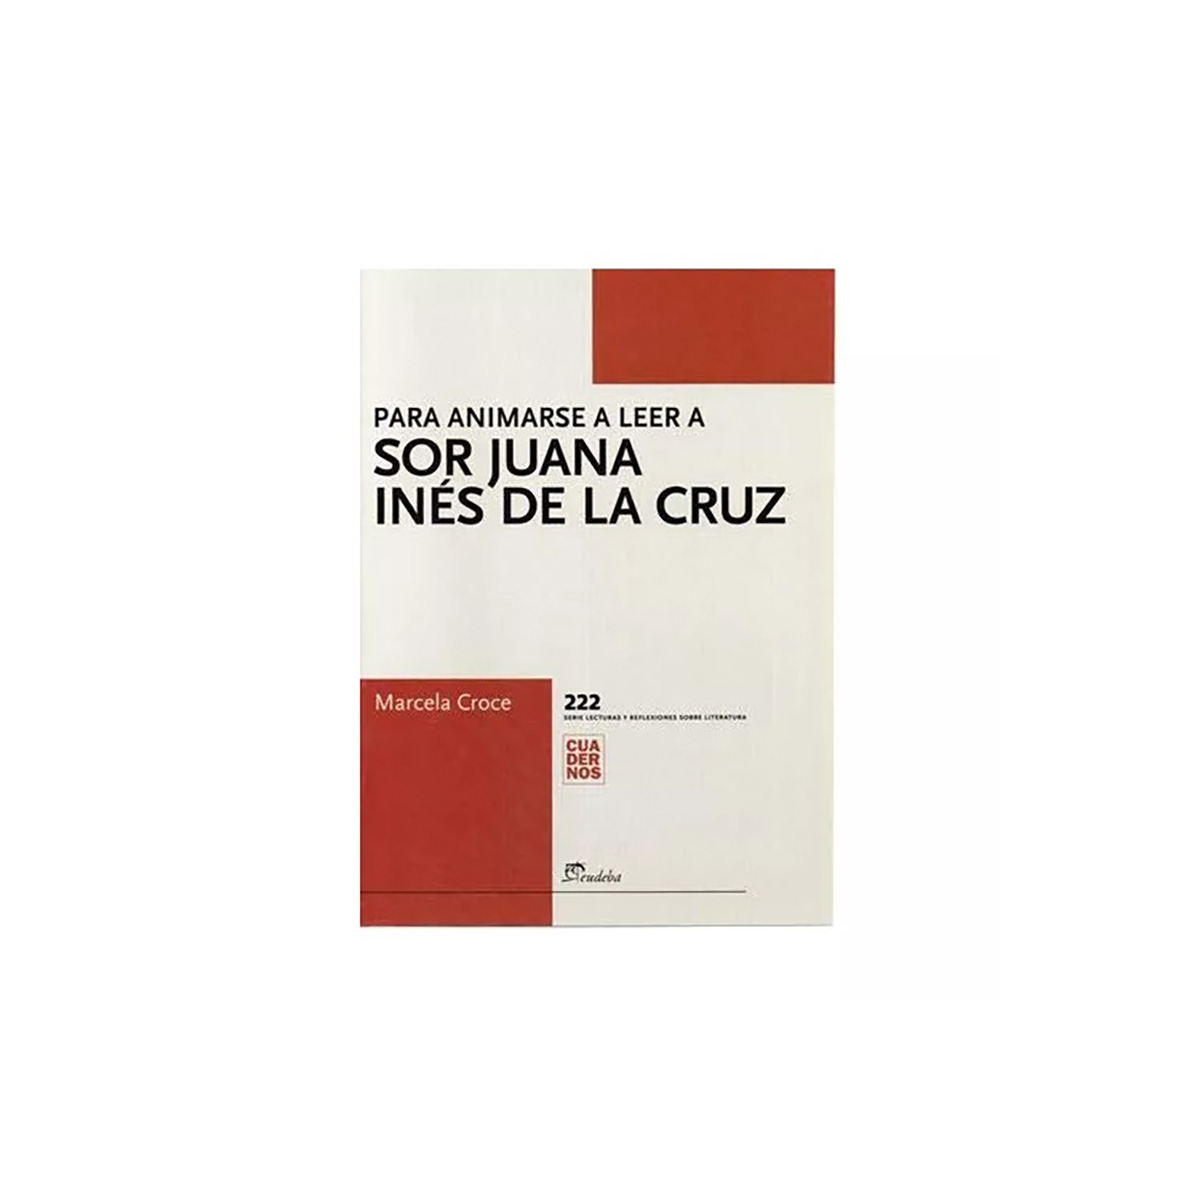 PARA ANIMARSE A LEER A
SOR JUANA
INÉS DE LA CRUZ
Marcela Croce
222
SERIE LECTURAS Y REFLEXIONES SOBRE LITERATURA
CUA
DER
NOS
eudeba